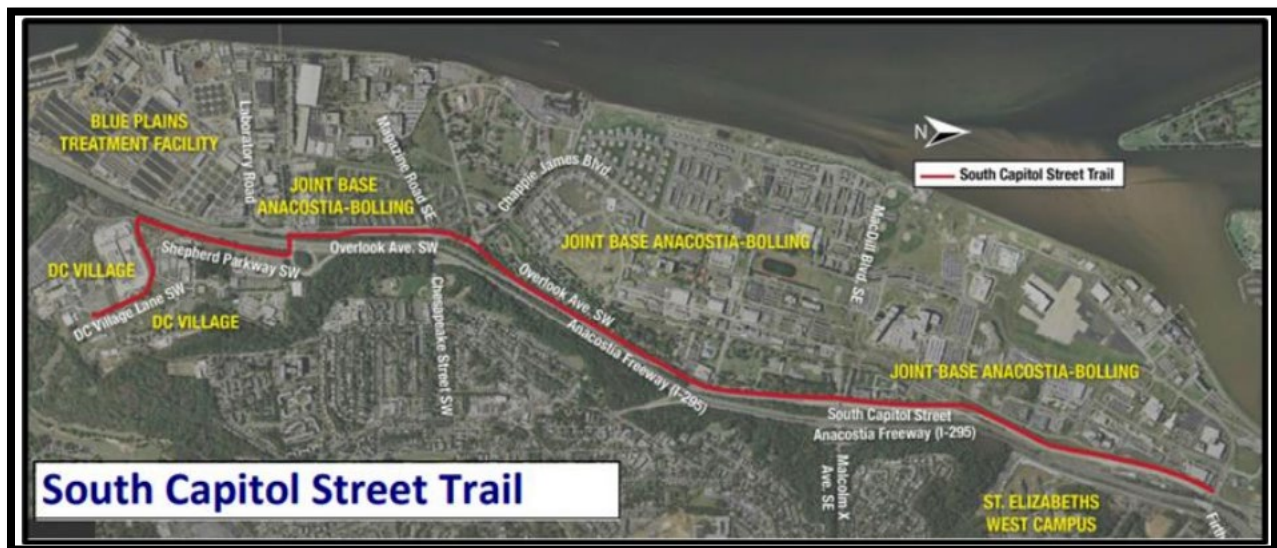 BLUE PLAINS
TREATMENT FACILITY
Laboratory Road
Magazine Road SE
JOINT BASE
ANACOSTIA-BOLLING
Chappie James Blvd.
N
South Capitol Street Trail
JOINT BASE ANACOSTIA-BOLLING
MacDill Blvd. SE
DC VILLAGE
Shepherd Parkway SW
Overlook Ave. SW
DC Village Lane SW
DC VILLAGE
Chesapeake Street SW
Overlook Ave. SW
Anacostia Freeway (I-295)
JOINT BASE ANACOSTIA-BOLLING
South Capitol Street
Anacostia Freeway (I-295)
Malcolm X
Ave. SE
ST. ELIZABETHS
WEST CAMPUS
Firth
South Capitol Street Trail